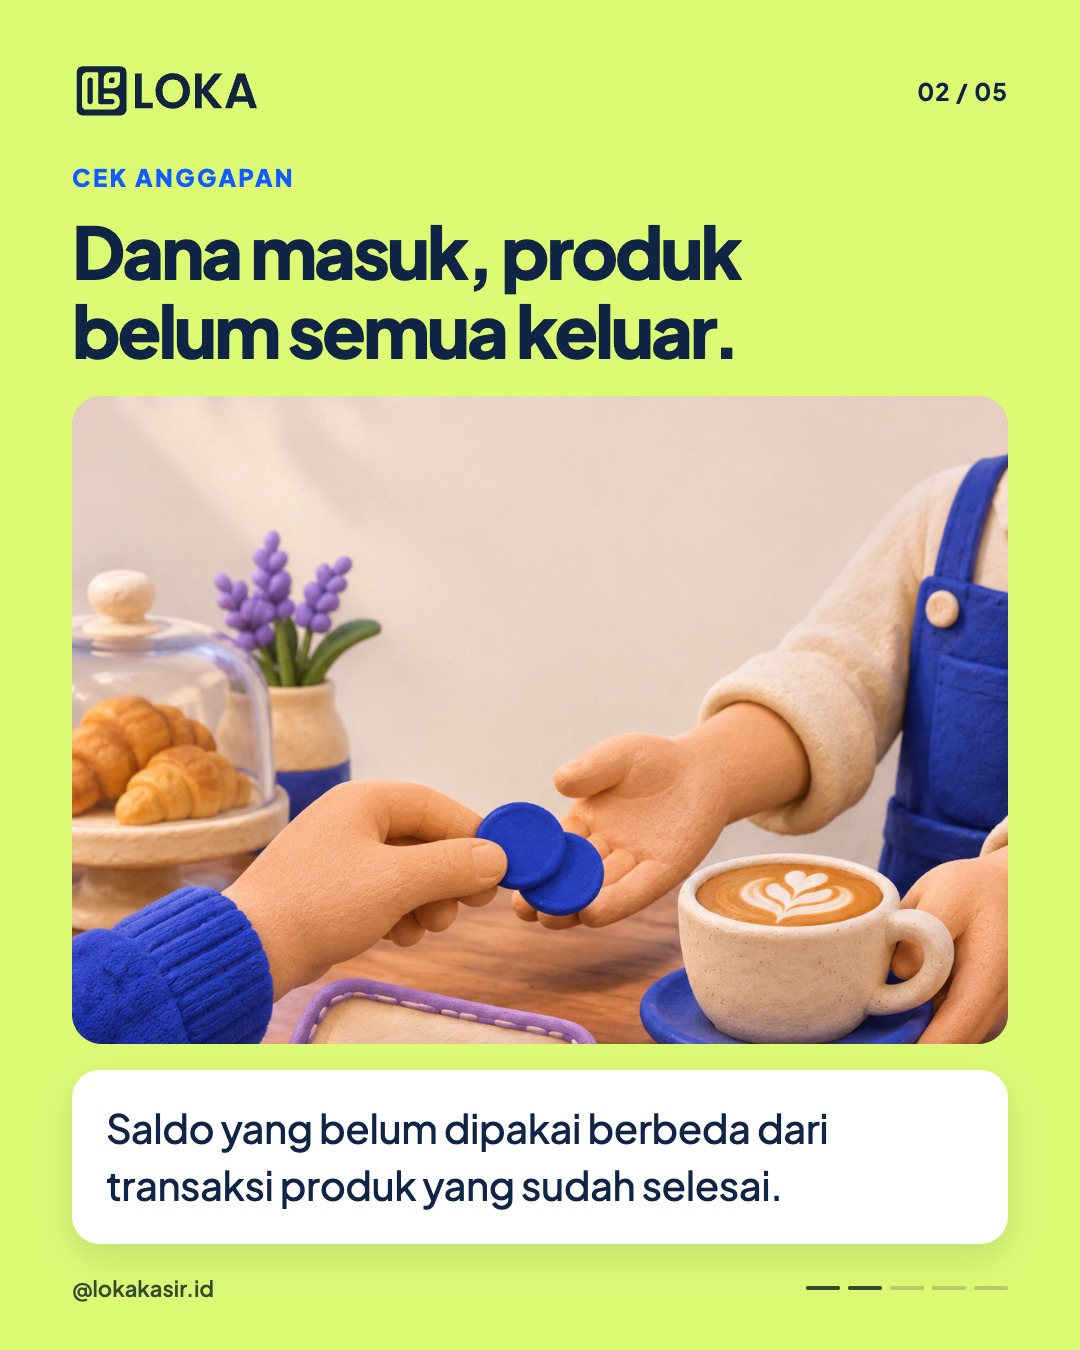 LOKA
02 / 05
CEK ANGGAPAN
Dana masuk, produk
belum semua keluar.
Saldo yang belum dipakai berbeda dari
transaksi produk yang sudah selesai.
@lokakasir.id